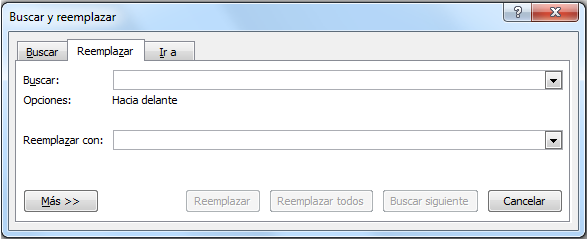 Buscar y reemplazar
Buscar Reemplazar Ir a
Buscar:
Opciones: Hacia delante
Reemplazar con:
Más >> Reemplazar Reemplazar todos Buscar siguiente Cancelar